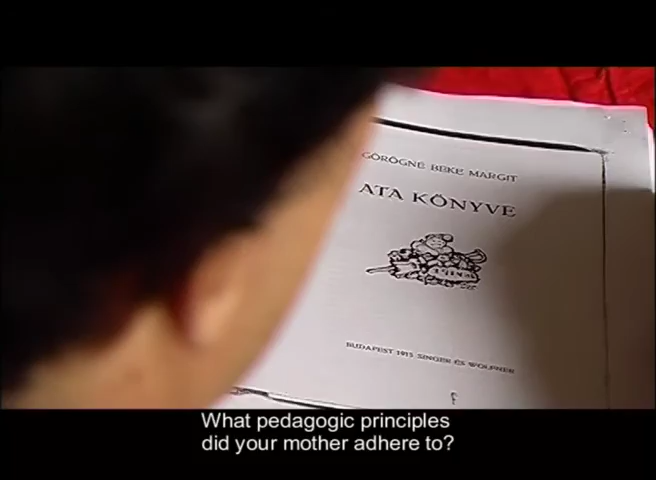 GÖRÖGNÉ BEKE MARGIT
ATA KÖNYVE
BUDAPEST 1915 SINGER ÉS WOLFNER
What pedagogic principles
did your mother adhere to?